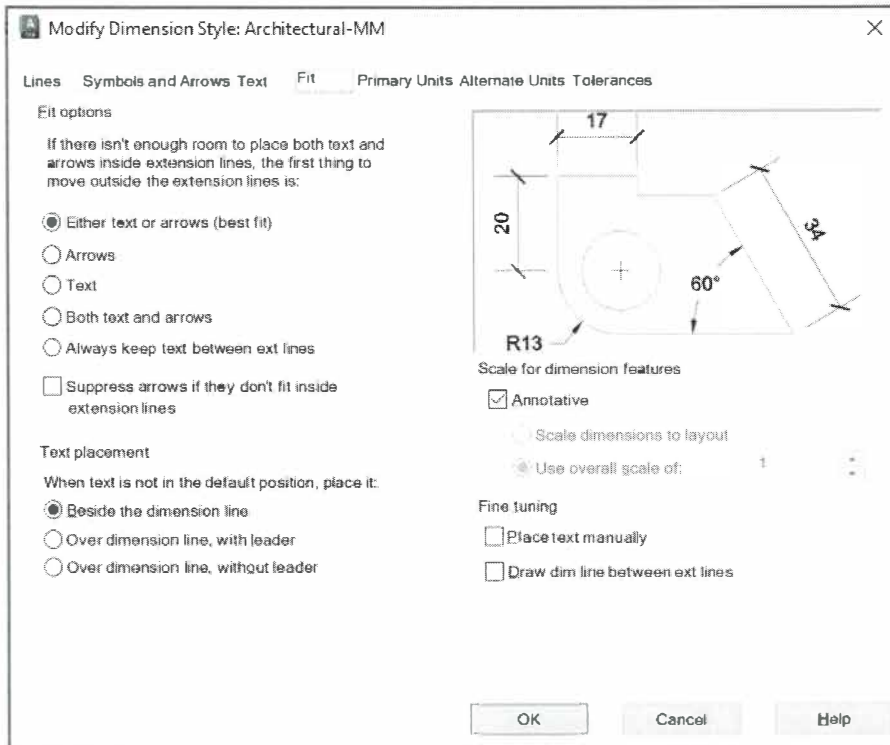 Modify Dimension Style: Architectural-MM
Lines Symbols and Arrows Text Fit Primary Units Alternate Units Tolerances
Fit options
If there isn't enough room to place both text and
arrows inside extension lines, the first thing to
move outside the extension lines is:
Either text or arrows (best fit)
Arrows
Text
Both text and arrows
Always keep text between ext lines
Suppress arrows if they don't fit inside
extension lines
Text placement
When text is not in the default position, place it:
Beside the dimension line
Over dimension line, with leader
Over dimension line, without leader
17
20
34
60°
R13
Scale for dimension features
Annotative
Scale dimensions to layout
Use overall scale of: 1
Fine tuning
Place text manually
Draw dim line between ext lines
OK Cancel Help